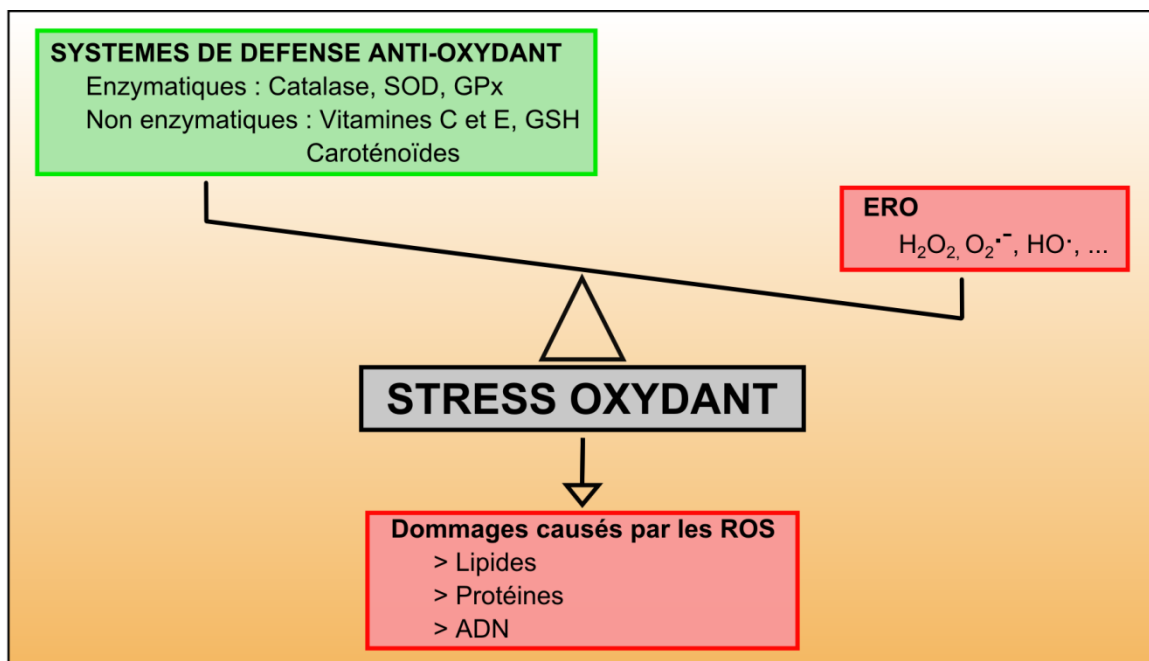 SYSTEMES DE DEFENSE ANTI-OXYDANT
Enzymatiques : Catalase, SOD, GPx
Non enzymatiques : Vitamines C et E, GSH
Caroténoïdes
ERO
H₂O₂, O₂·⁻, HO·, ...
STRESS OXYDANT
Dommages causés par les ROS
> Lipides
> Protéines
> ADN